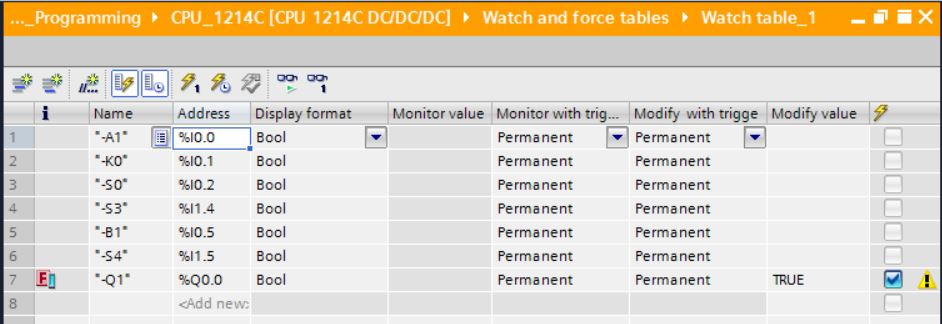 ..._Programming ▸ CPU_1214C [CPU 1214C DC/DC/DC] ▸ Watch and force tables ▸ Watch table_1
i Name Address Display format Monitor value Monitor with trig... Modify with trigge Modify value
1 "-A1" %I0.0 Bool Permanent Permanent
2 "-K0" %I0.1 Bool Permanent Permanent
3 "-S0" %I0.2 Bool Permanent Permanent
4 "-S3" %I1.4 Bool Permanent Permanent
5 "-B1" %I0.5 Bool Permanent Permanent
6 "-S4" %I1.5 Bool Permanent Permanent
7 F "-Q1" %Q0.0 Bool Permanent Permanent TRUE
8 <Add new: